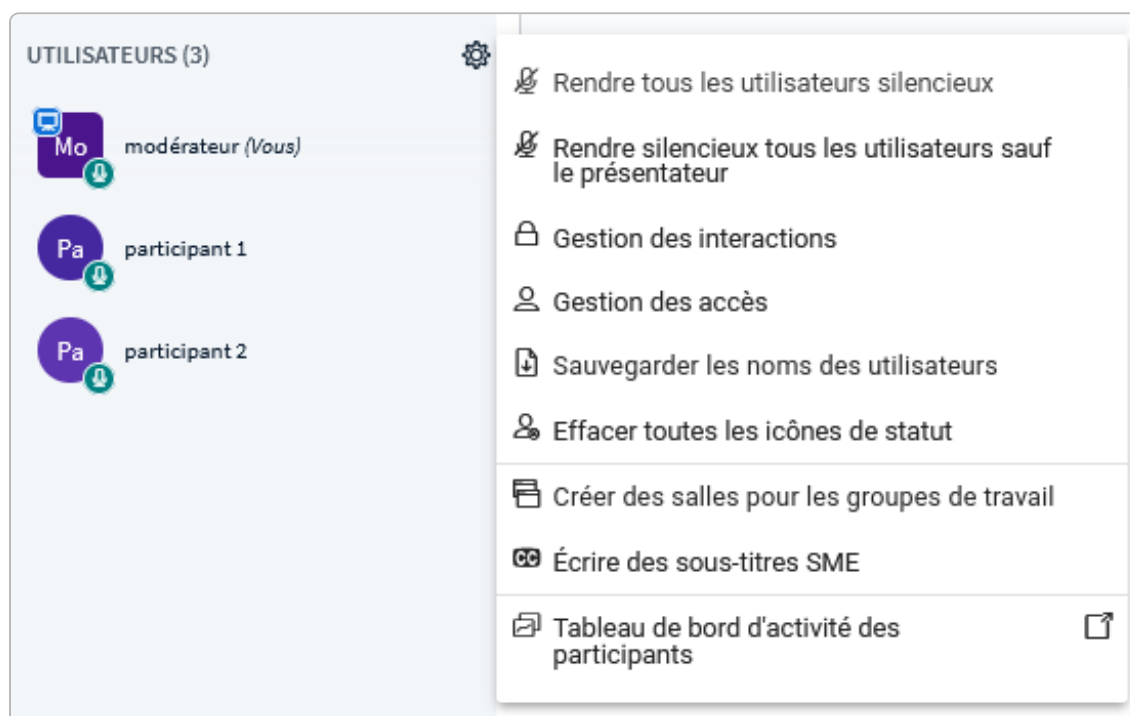 UTILISATEURS (3)
Mo
modérateur (Vous)
Pa
participant 1
Pa
participant 2
Rendre tous les utilisateurs silencieux
Rendre silencieux tous les utilisateurs sauf
le présentateur
Gestion des interactions
Gestion des accès
Sauvegarder les noms des utilisateurs
Effacer toutes les icônes de statut
Créer des salles pour les groupes de travail
CC Écrire des sous-titres SME
Tableau de bord d'activité des
participants